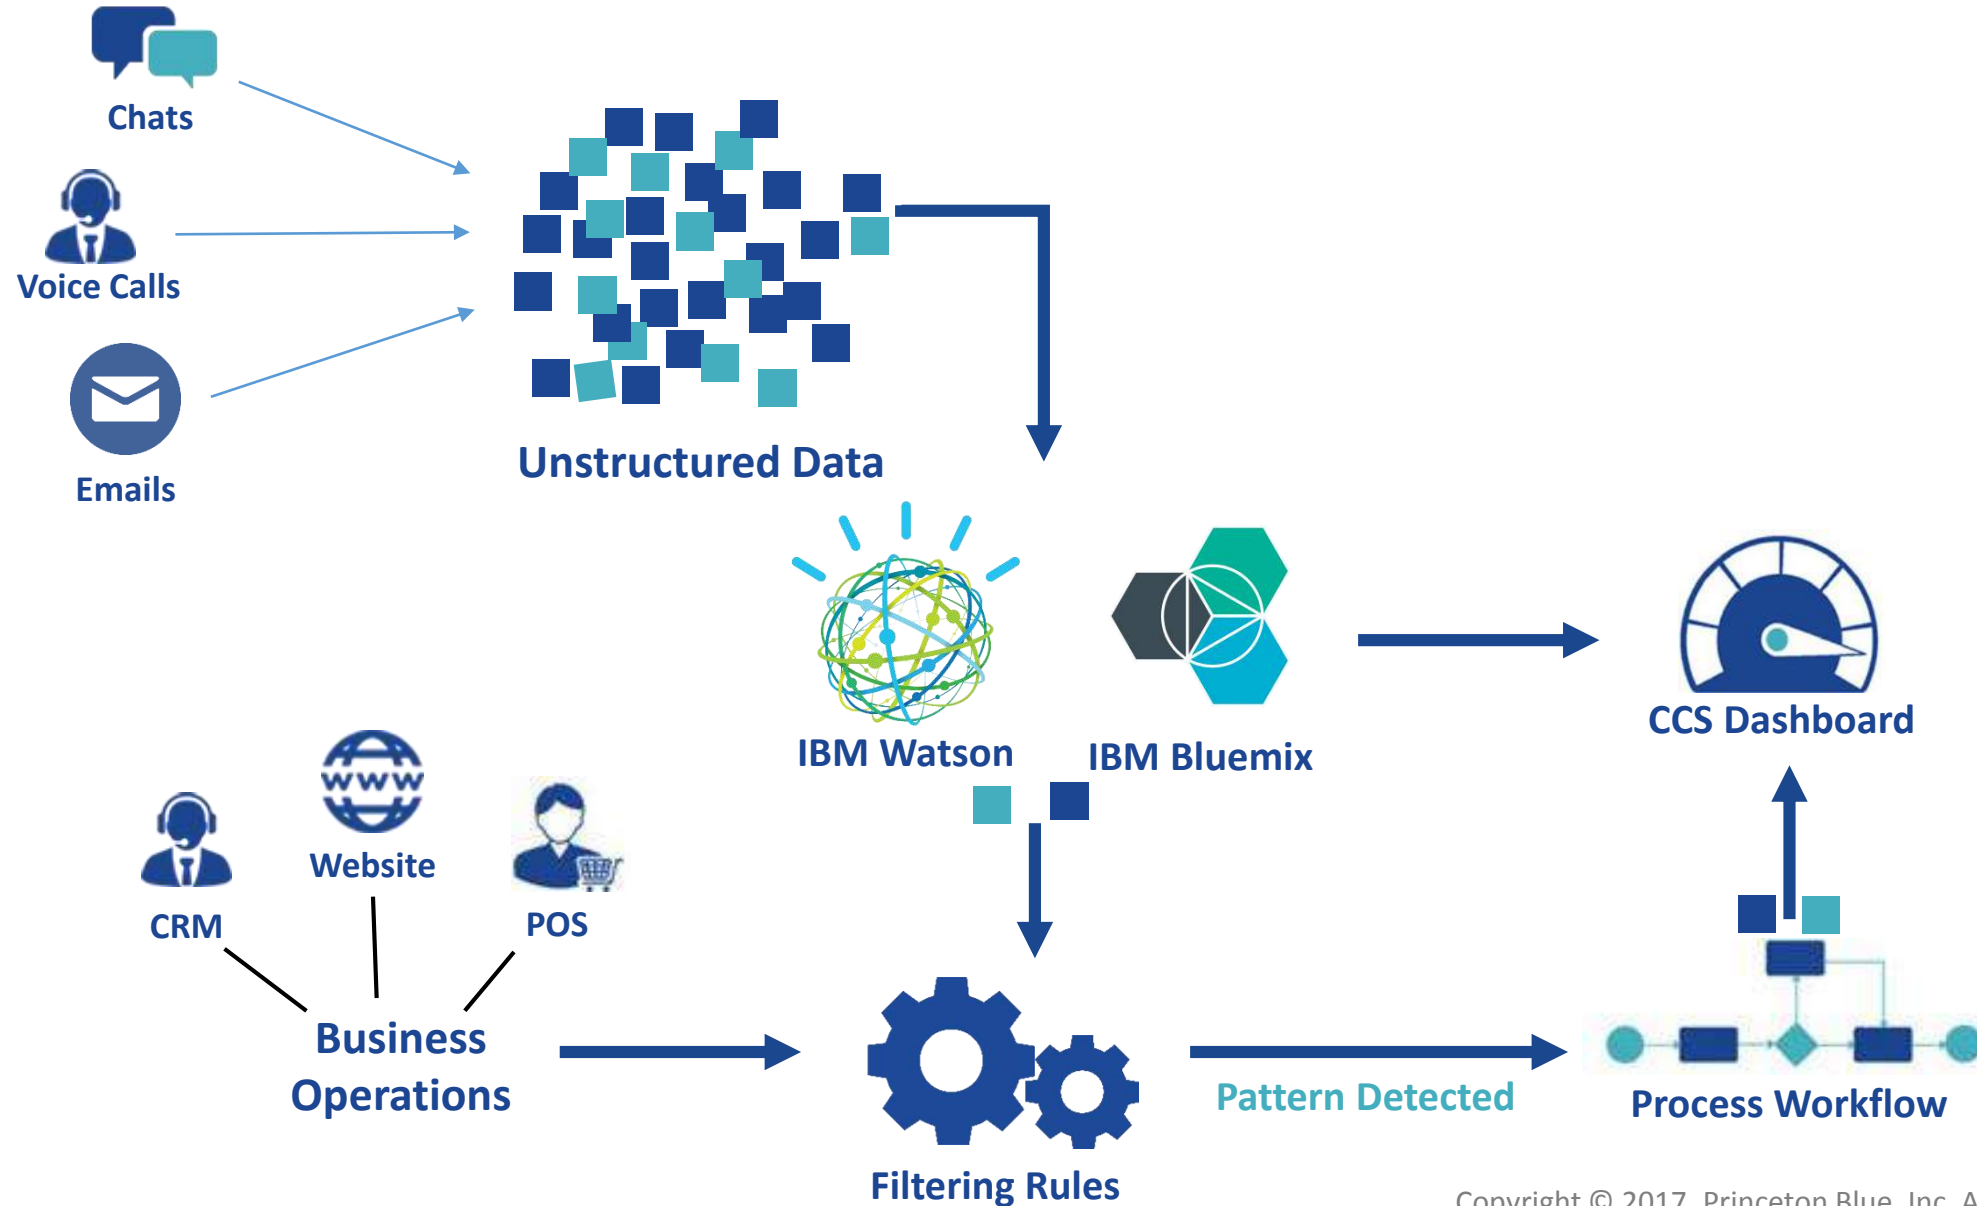 Chats
Voice Calls
Emails
Unstructured Data
IBM Watson
IBM Bluemix
CCS Dashboard
www
Website
CRM
POS
Business
Operations
Pattern Detected
Process Workflow
Filtering Rules
Copyright © 2017, Princeton Blue, Inc. A